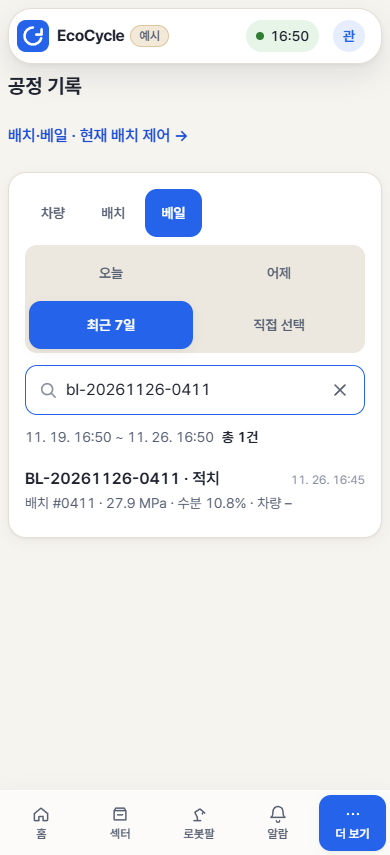 EcoCycle 예시 16:50 관
공정 기록
배치·베일 · 현재 배치 제어 →
차량 배치 베일
오늘 어제
최근 7일 직접 선택
bl-20261126-0411
11. 19. 16:50 ~ 11. 26. 16:50 총 1건
BL-20261126-0411 · 적치 11. 26. 16:45
배치 #0411 · 27.9 MPa · 수분 10.8% · 차량 –
홈 섹터 로봇팔 알람 더 보기